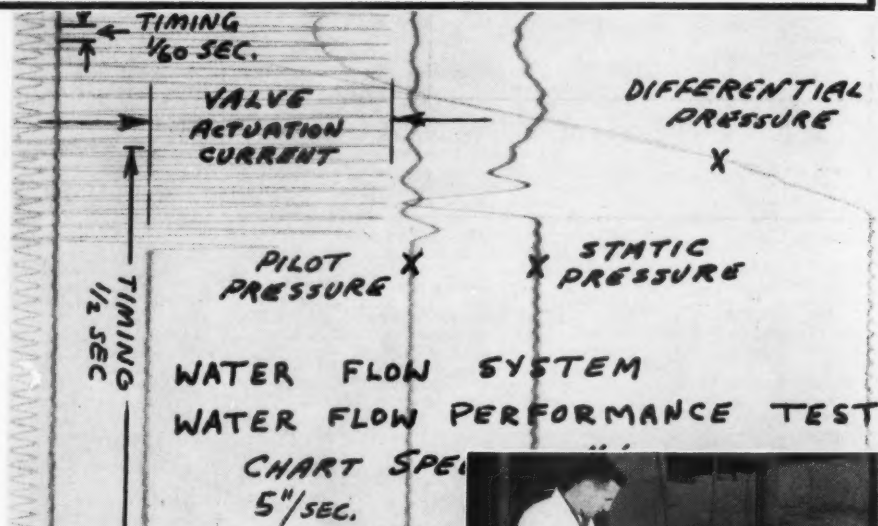 TIMING
1/60 SEC.
VALVE
ACTUATION
CURRENT
DIFFERENTIAL
PRESSURE
X
PILOT
PRESSURE
X
X
STATIC
PRESSURE
TIMING
1/2 SEC
WATER FLOW SYSTEM
WATER FLOW PERFORMANCE TEST
CHART
5"/SEC.